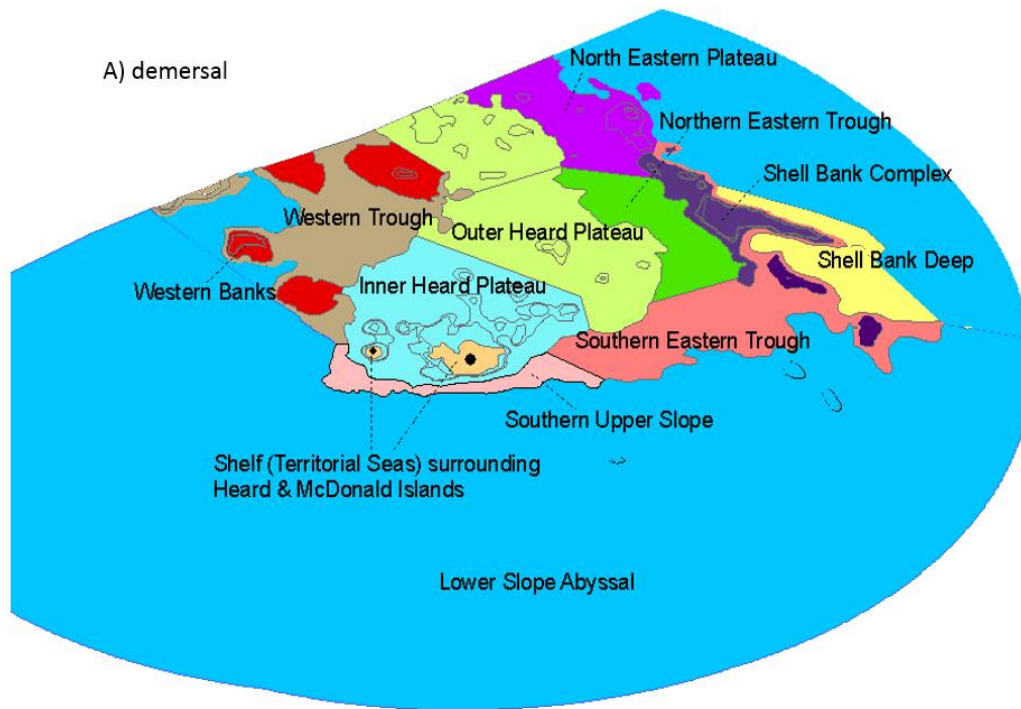 A) demersal
North Eastern Plateau
Northern Eastern Trough
Shell Bank Complex
Western Trough
Outer Heard Plateau
Shell Bank Deep
Western Banks
Inner Heard Plateau
Southern Eastern Trough
Southern Upper Slope
Shelf (Territorial Seas) surrounding
Heard & McDonald Islands
Lower Slope Abyssal